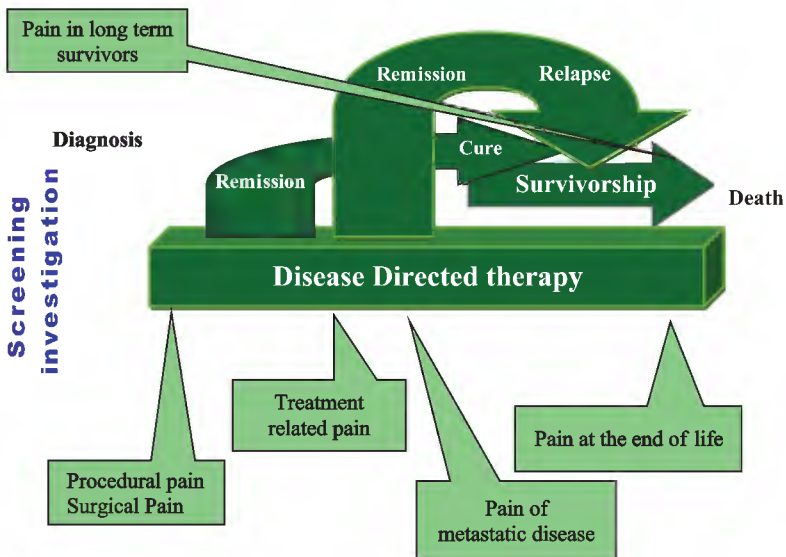 Pain in long term
survivors
Remission
Relapse
Diagnosis
Cure
Remission
Survivorship
Death
Screening
investigation
Disease Directed therapy
Treatment
related pain
Pain at the end of life
Procedural pain
Surgical Pain
Pain of
metastatic disease